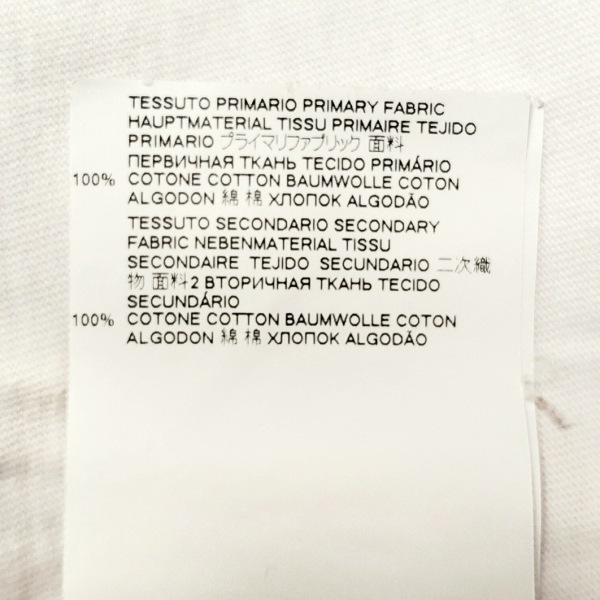 TESSUTO PRIMARIO PRIMARY FABRIC
HAUPTMATERIAL TISSU PRIMAIRE TEJIDO
PRIMARIO プライマリファブリック 面料
ПЕРВИЧНАЯ ТКАНЬ TECIDO PRIMÁRIO
100% COTONE COTTON BAUMWOLLE COTON
ALGODON 綿 棉 ХЛОПОК ALGODÃO
TESSUTO SECONDARIO SECONDARY
FABRIC NEBENMATERIAL TISSU
SECONDAIRE TEJIDO SECUNDARIO 二次織
物 面料2 ВТОРИЧНАЯ ТКАНЬ TECIDO
SECUNDÁRIO
100% COTONE COTTON BAUMWOLLE COTON
ALGODON 綿 棉 ХЛОПОК ALGODÃO